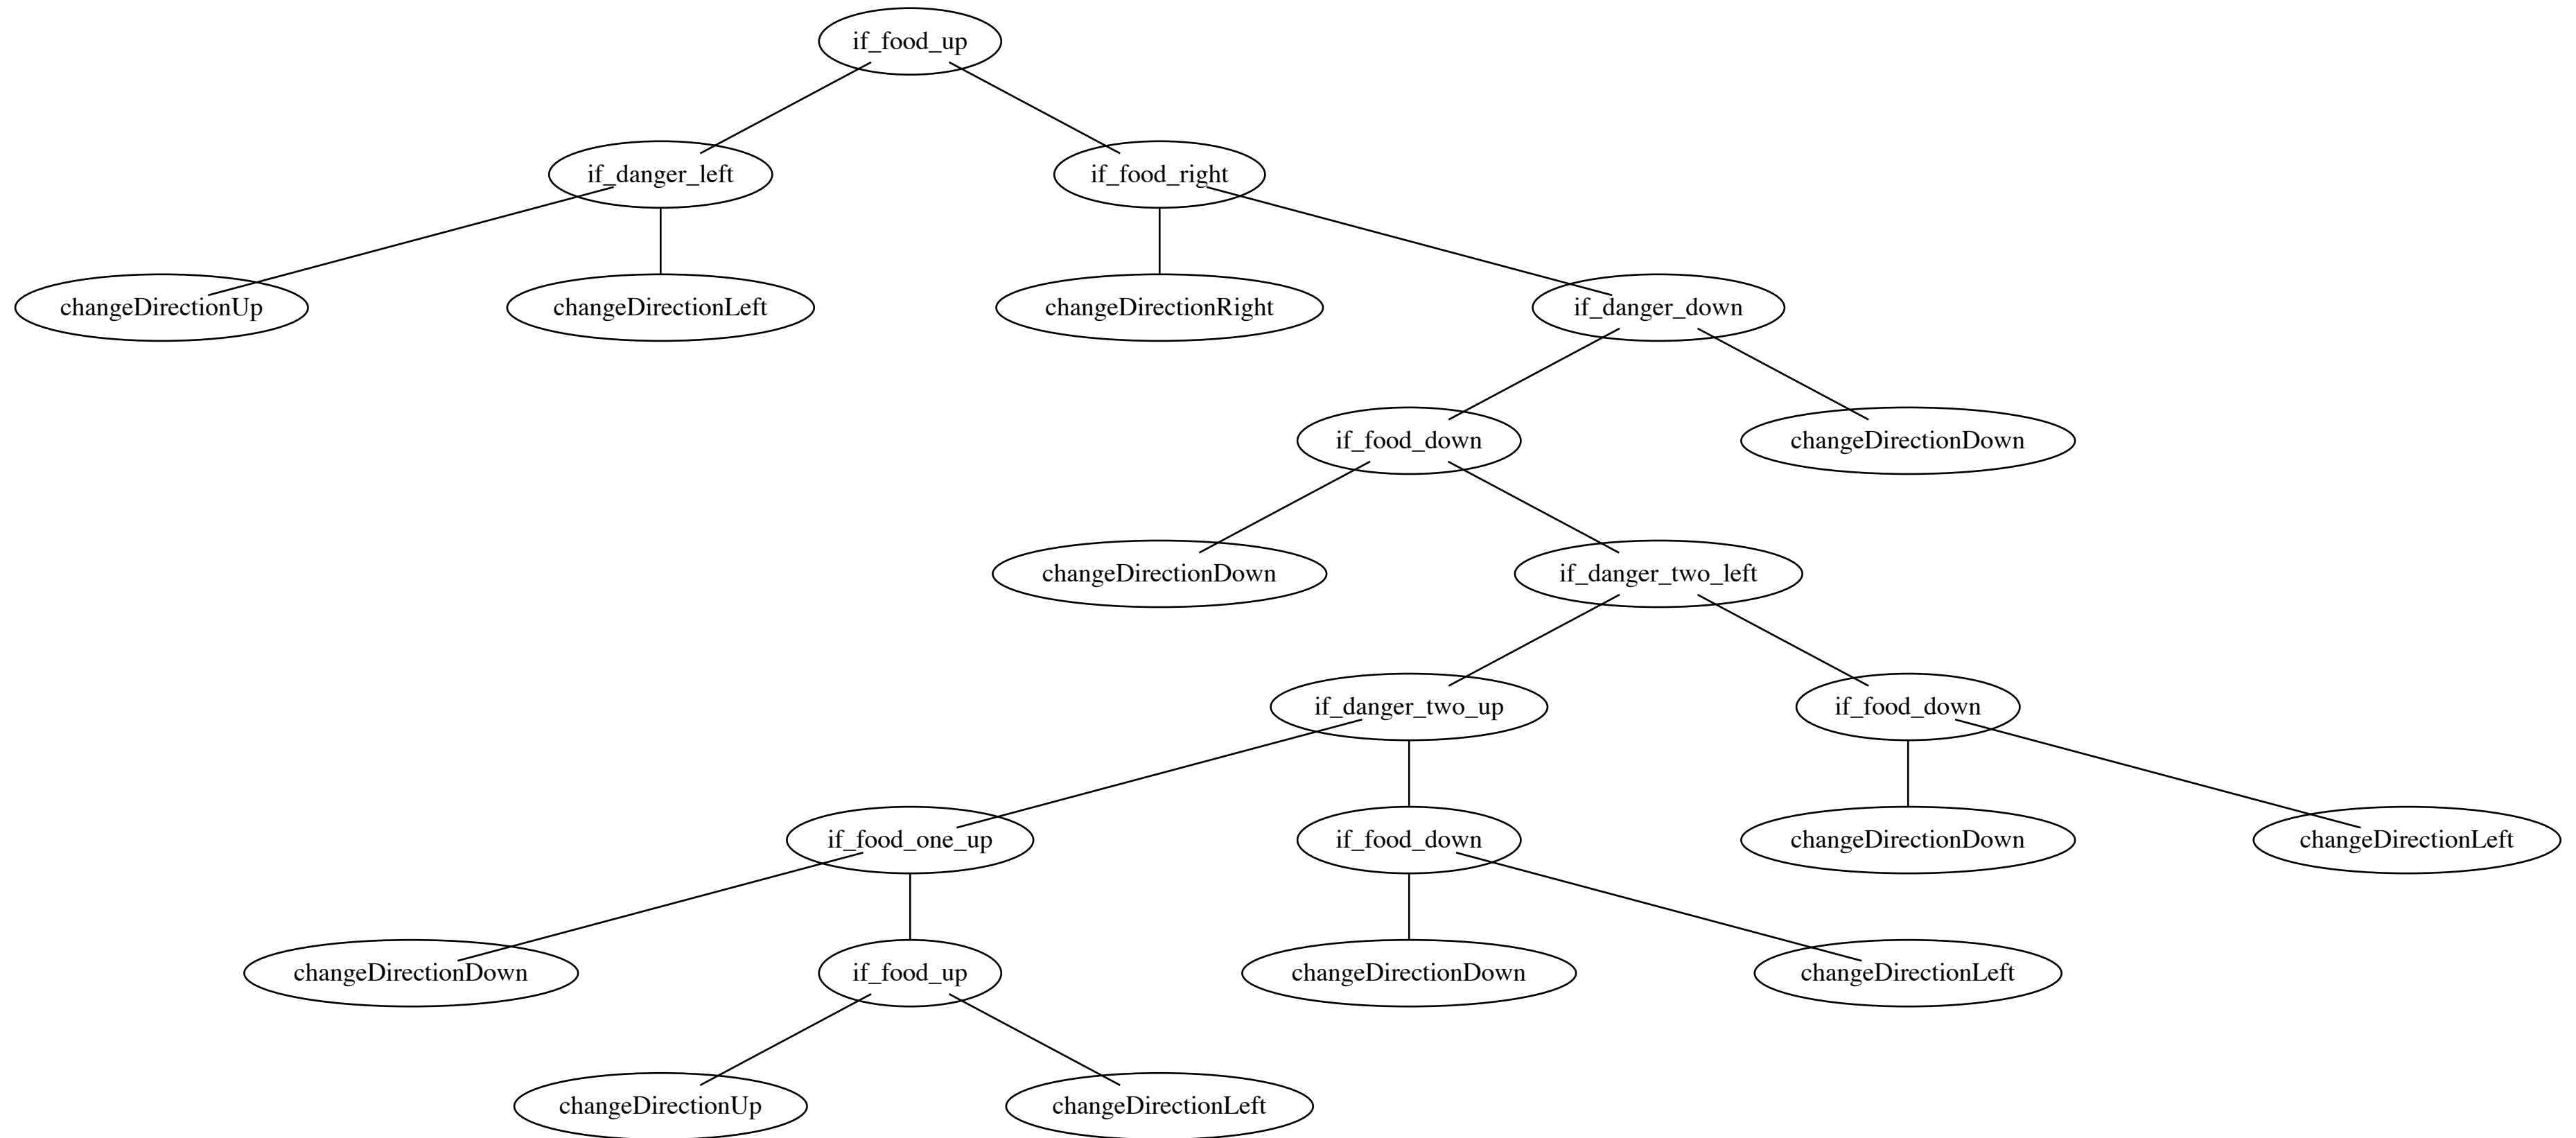 if_food_up
if_danger_left
if_food_right
changeDirectionUp
changeDirectionLeft
changeDirectionRight
if_danger_down
if_food_down
changeDirectionDown
changeDirectionDown
if_danger_two_left
if_danger_two_up
if_food_down
if_food_one_up
if_food_down
changeDirectionDown
changeDirectionLeft
changeDirectionDown
if_food_up
changeDirectionDown
changeDirectionLeft
changeDirectionUp
changeDirectionLeft